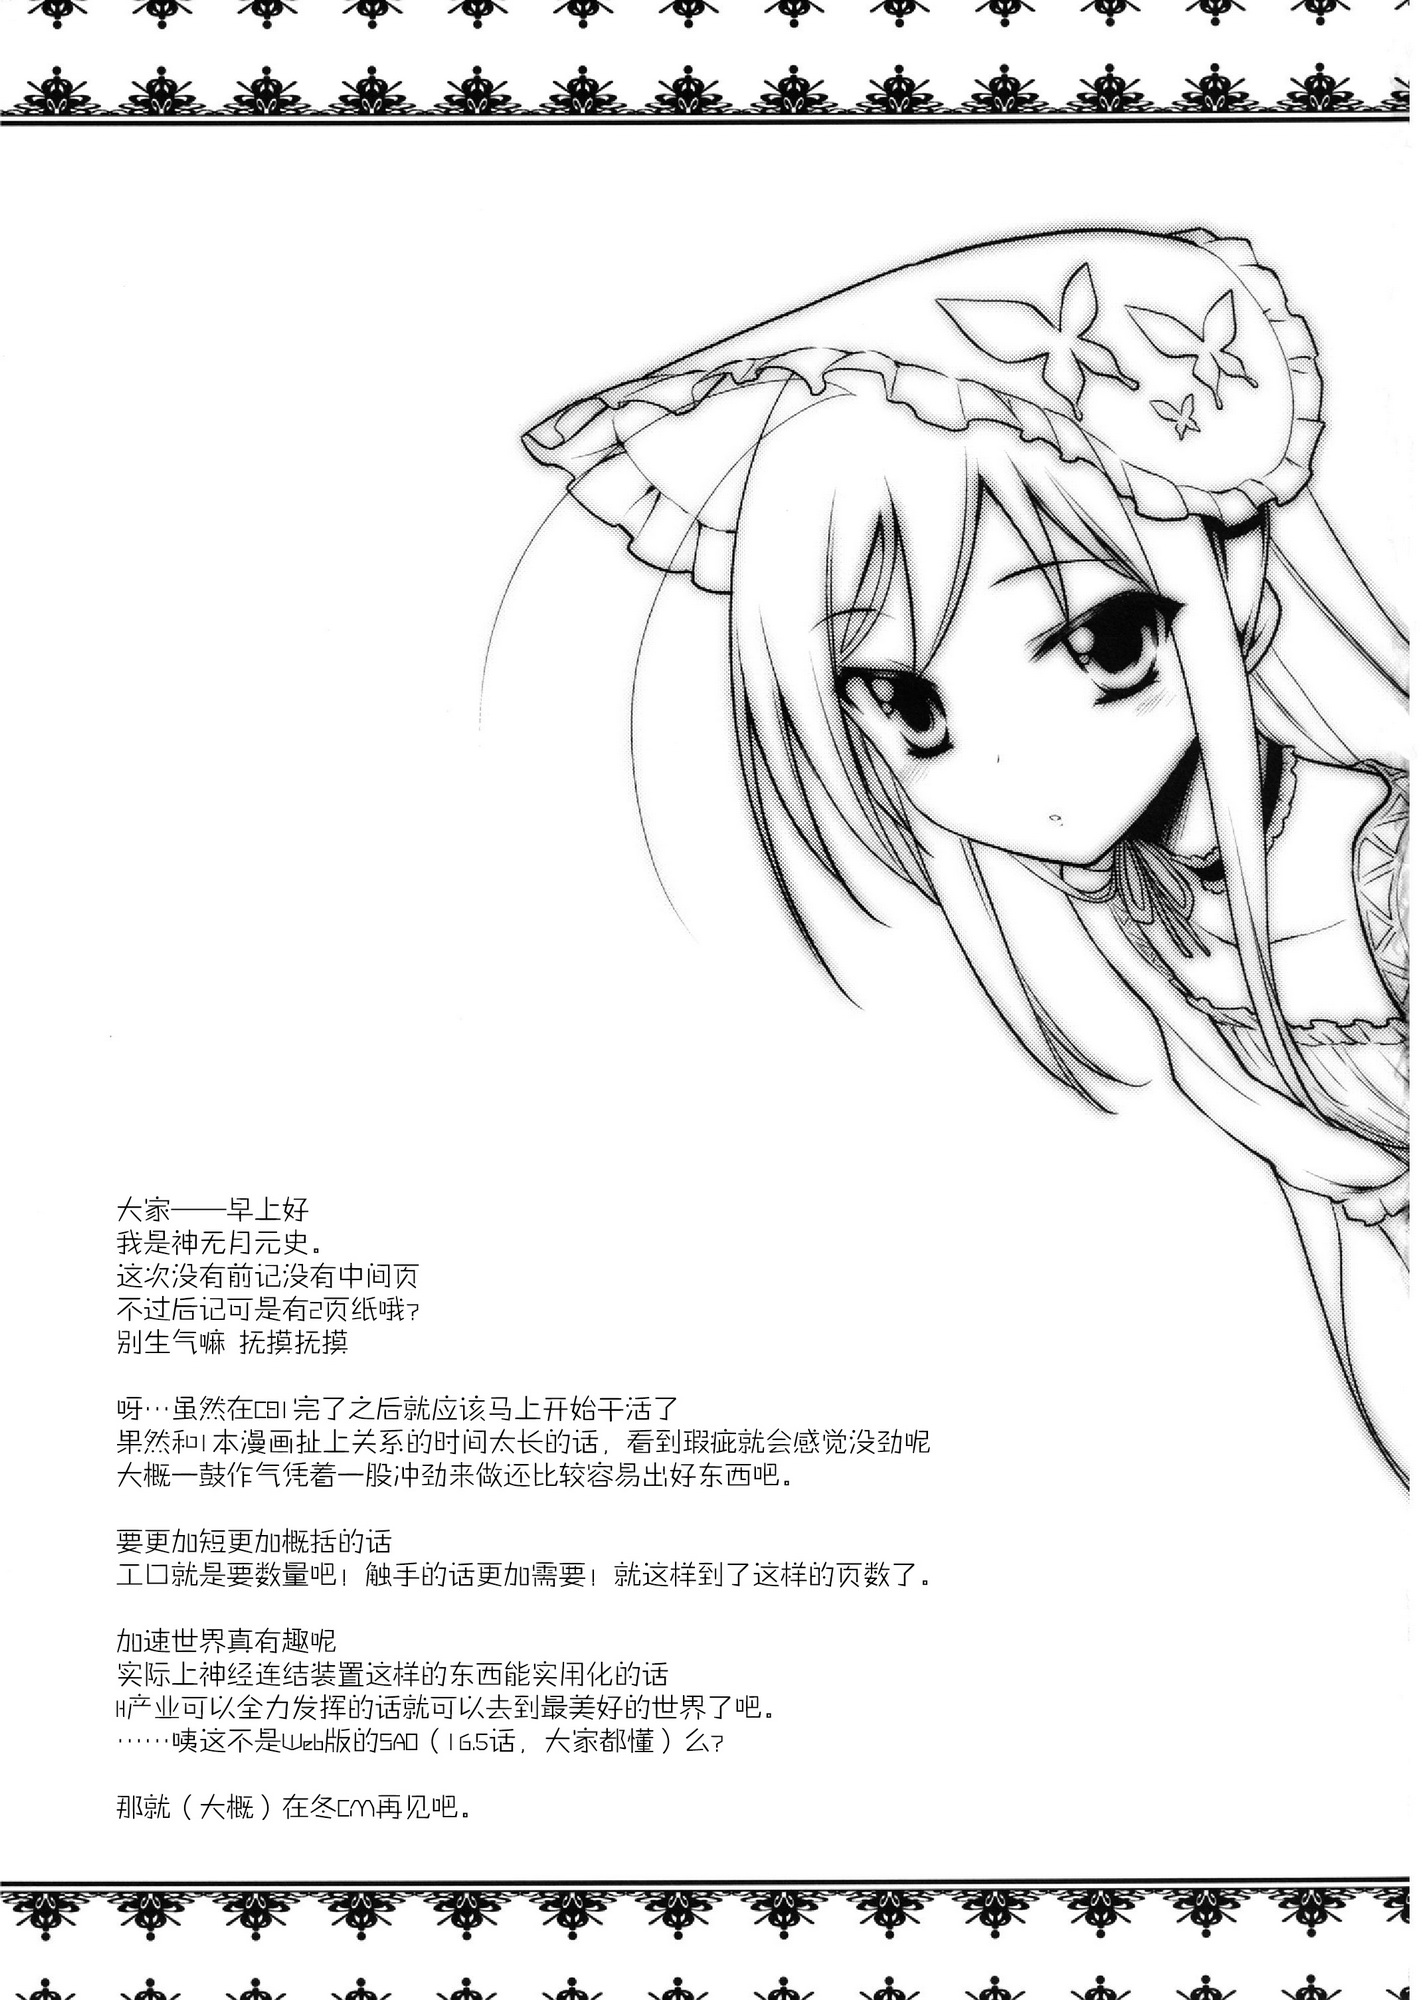 大家——早上好
我是神无月元史。
这次没有前记没有中间页
不过后记可是有2页纸哦?
别生气嘛 抚摸抚摸
呀…虽然在C81完了之后就应该马上开始干活了
果然和1本漫画扯上关系的时间太长的话，看到瑕疵就会感觉没劲呢
大概一鼓作气凭着一股冲劲来做还比较容易出好东西吧。
要更加短更加概括的话
工口就是要数量吧！触手的话更加需要！就这样到了这样的页数了。
加速世界真有趣呢
实际上神经连结装置这样的东西能实用化的话
H产业可以全力发挥的话就可以去到最美好的世界了吧。
……咦这不是Web版的SAO（16.5话，大家都懂）么?
那就（大概）在冬CM再见吧。